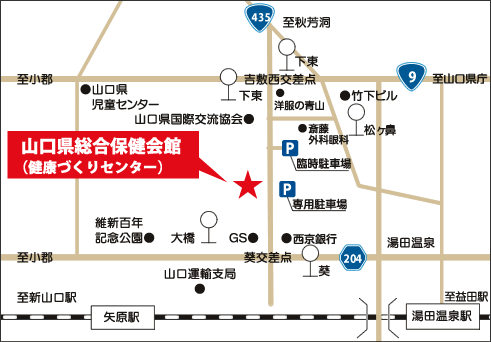 435
至秋芳洞
下東
至小郡
吉敷西交差点
9
至山口県庁
山口県
児童センター
下東
洋服の青山
竹下ビル
山口県国際交流協会
斎藤
外科眼科
松ヶ鼻
山口県総合保健会館
(健康づくりセンター)
P
臨時駐車場
P
専用駐車場
維新百年
記念公園
大橋
GS
西京銀行
湯田温泉
至小郡
葵交差点
葵
204
山口運輸支局
至新山口駅
至益田駅
矢原駅
湯田温泉駅